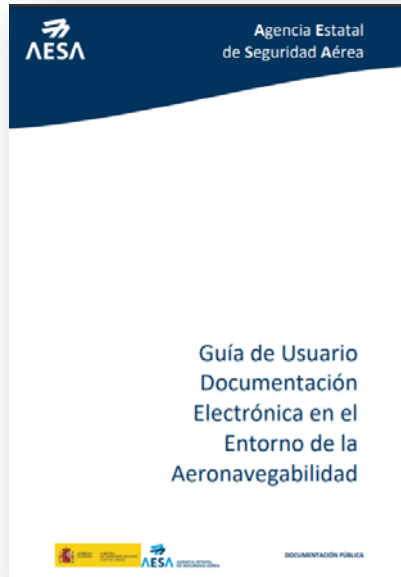 AESA
Agencia Estatal
de Seguridad Aérea
Guía de Usuario
Documentación
Electrónica en el
Entorno de la
Aeronavegabilidad
AESA
DOCUMENTACIÓN PÚBLICA